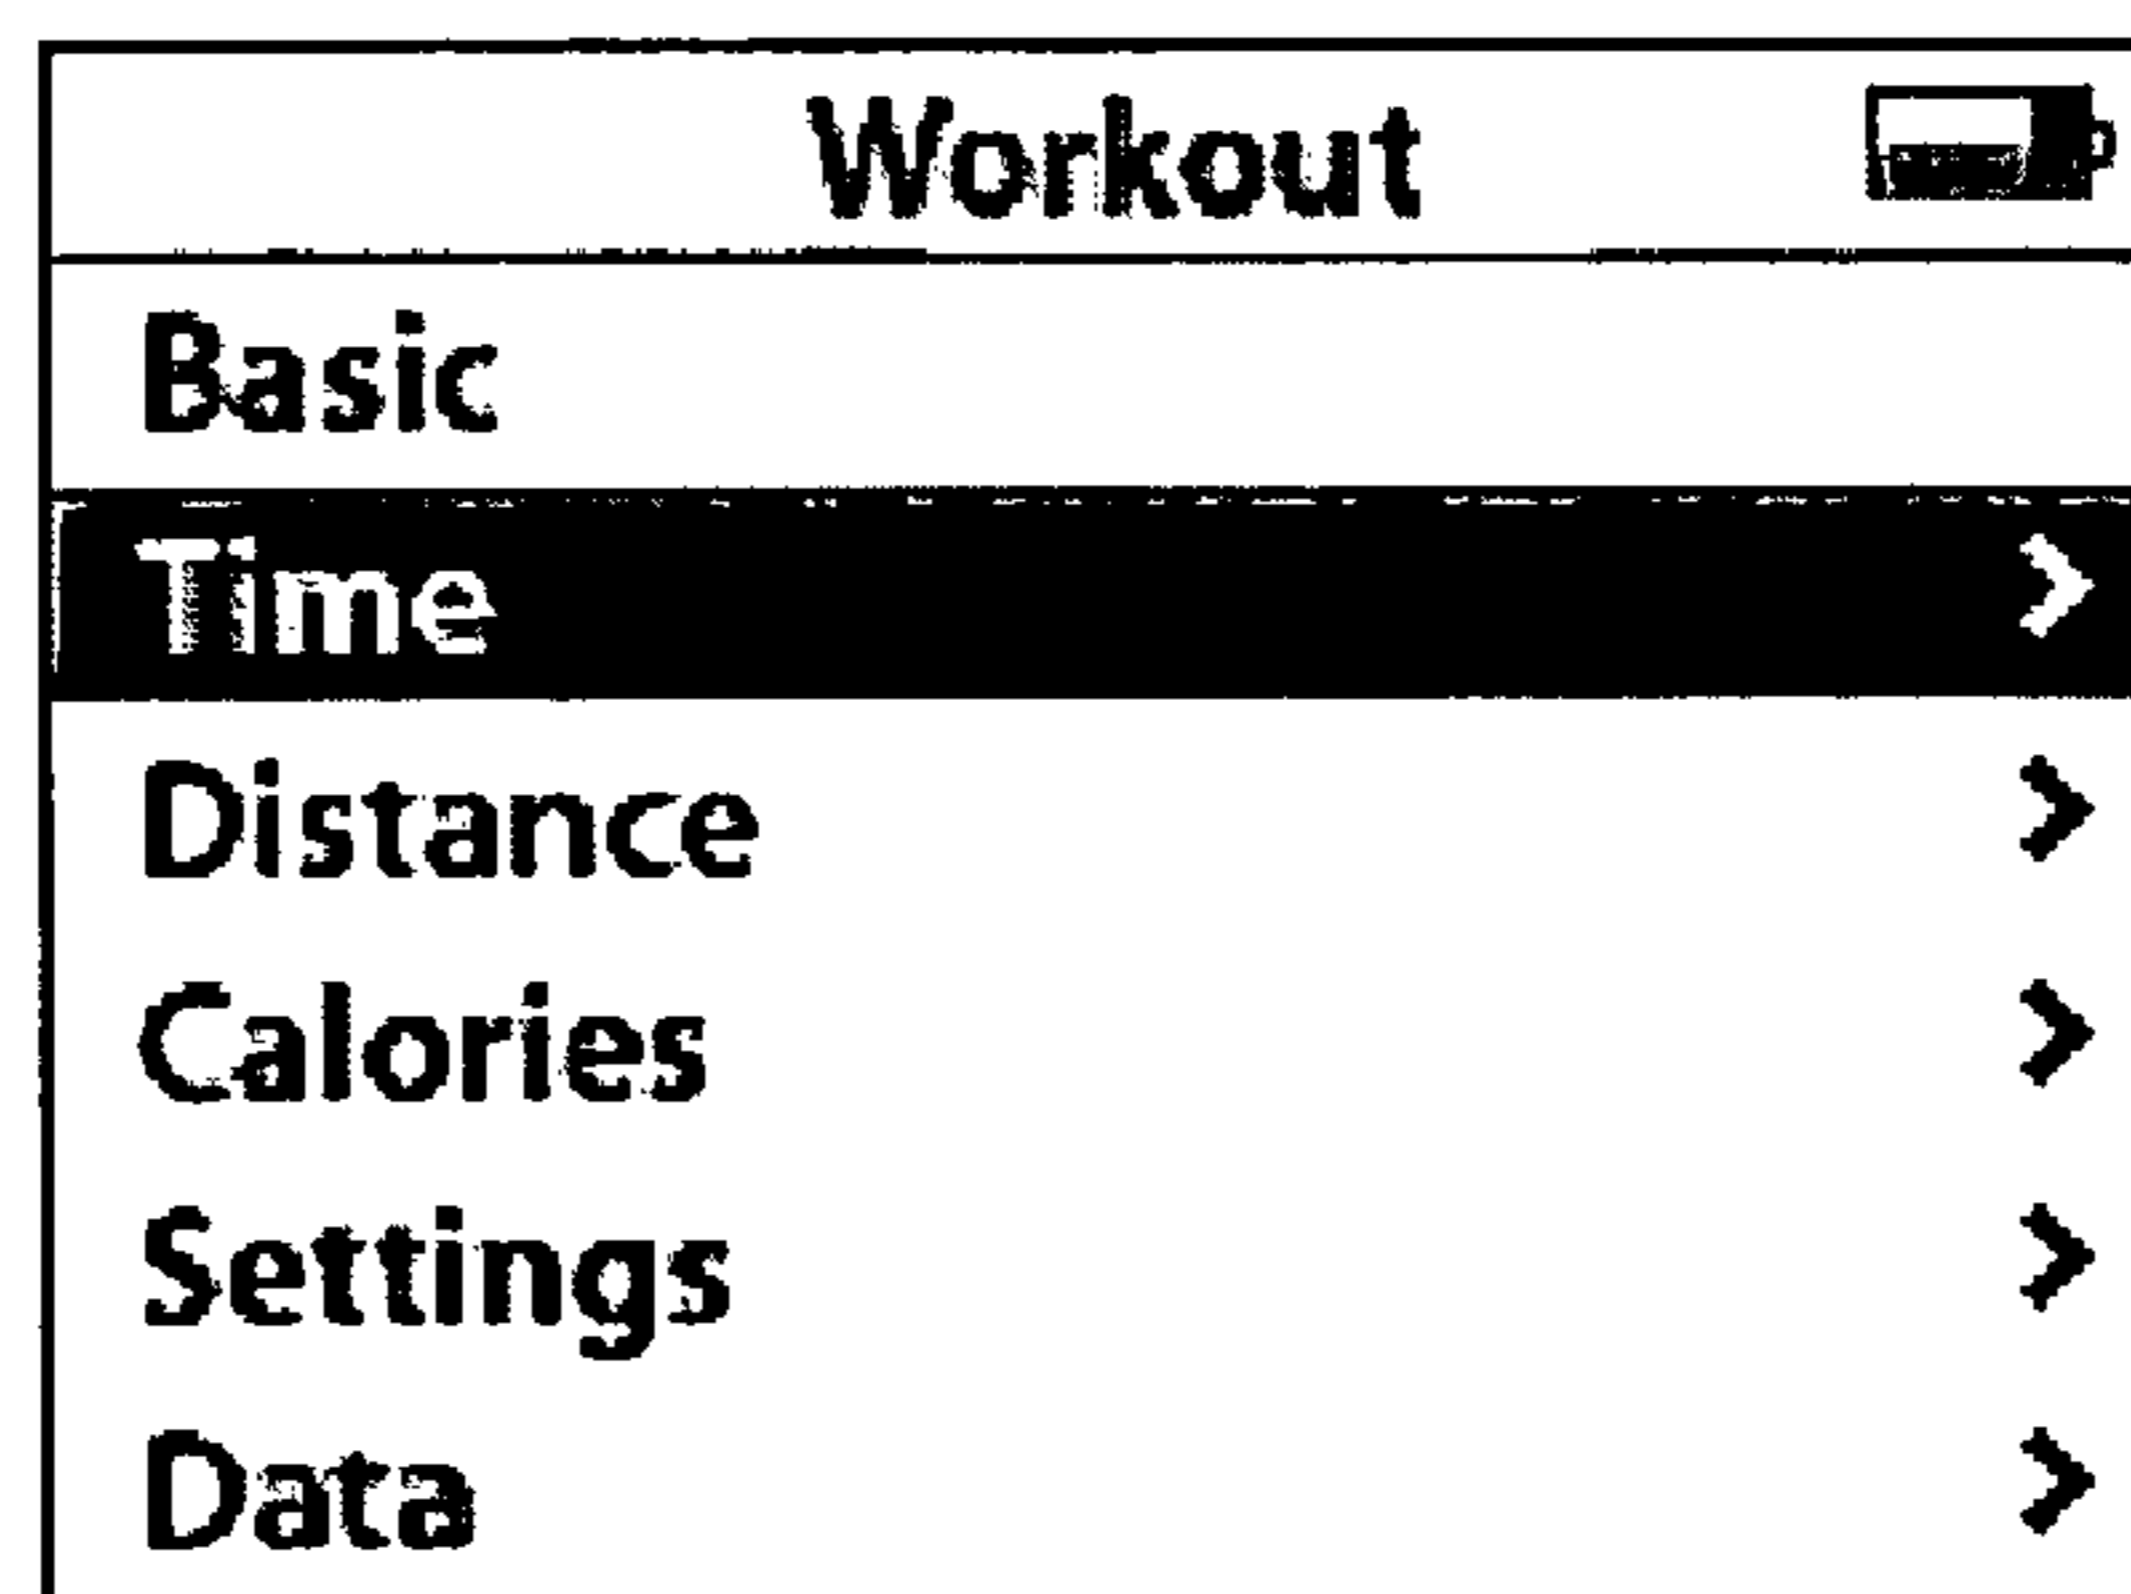 Workout
Basic
Time >
Distance >
Calories >
Settings >
Data >